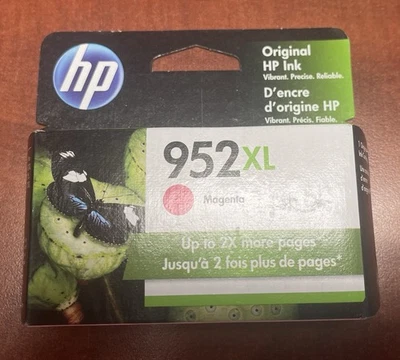 hp
Original
HP Ink
Vibrant. Precise. Reliable.
D'encre
d'origine HP
Vibrant. Précis. Fiable.
952XL
Magenta
Up to 2X more pages*
Jusqu'à 2 fois plus de pages*